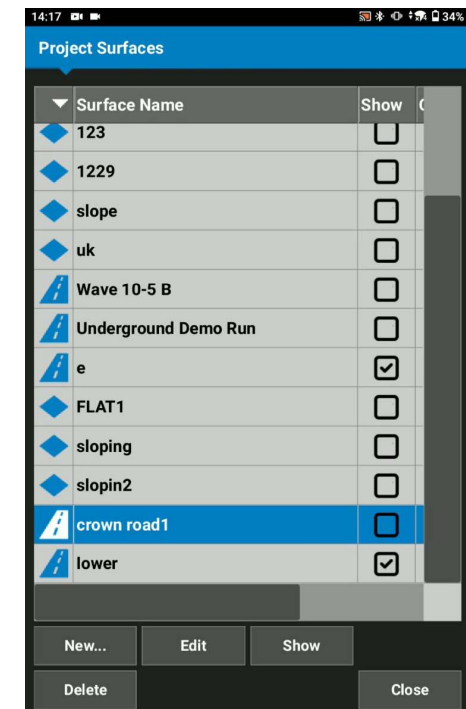 14:17 34%
Project Surfaces
Surface Name Show
123
1229
slope
uk
Wave 10-5 B
Underground Demo Run
e
FLAT1
sloping
slopin2
crown road1
lower
New... Edit Show
Delete Close